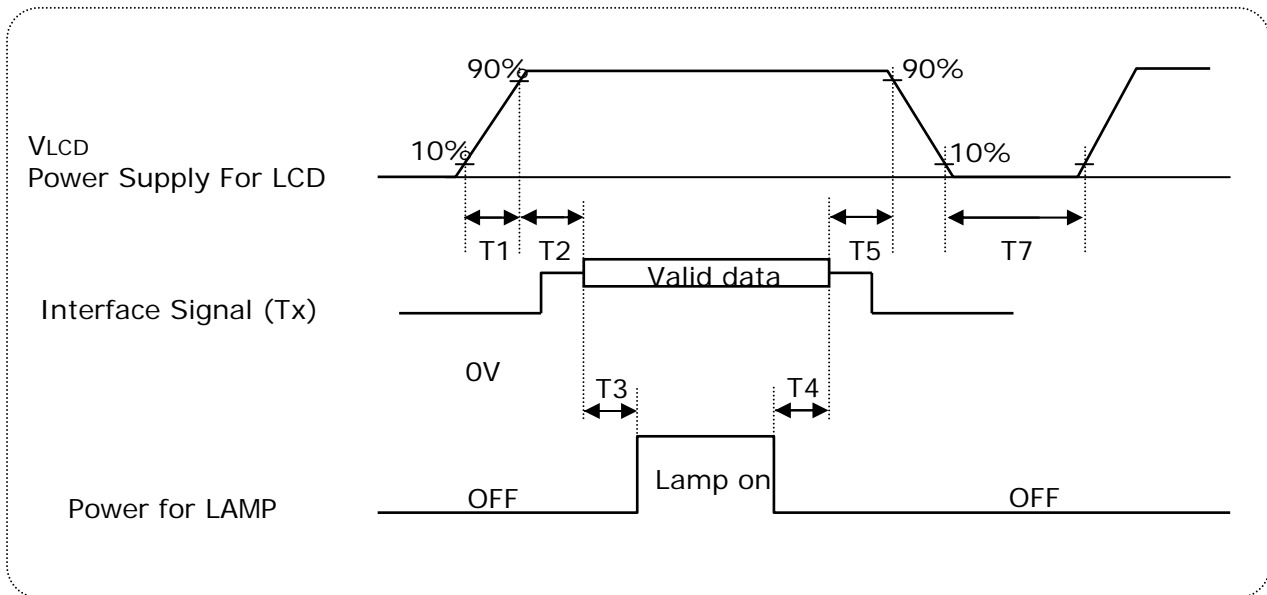 90%
90%
VLCD
10%
10%
Power Supply For LCD
T1
T2
T5
T7
Valid data
Interface Signal (Tx)
0V
T3
T4
Lamp on
Power for LAMP
OFF
OFF